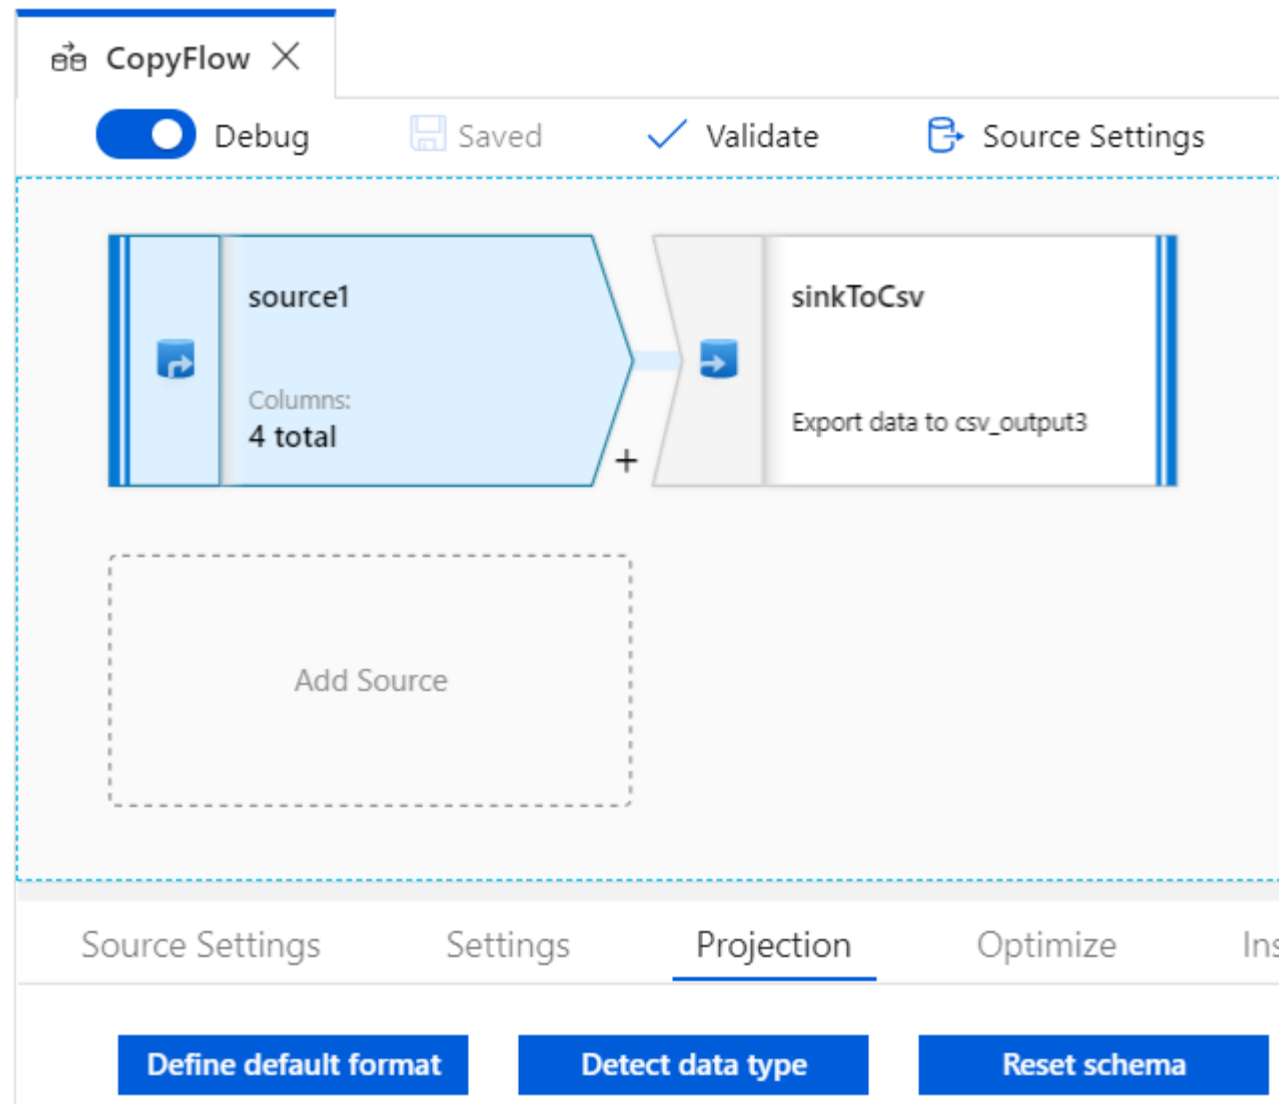 CopyFlow
Debug Saved Validate Source Settings
source1
Columns:
4 total
sinkToCsv
Export data to csv_output3
Add Source
Source Settings Settings Projection Optimize
Define default format Detect data type Reset schema